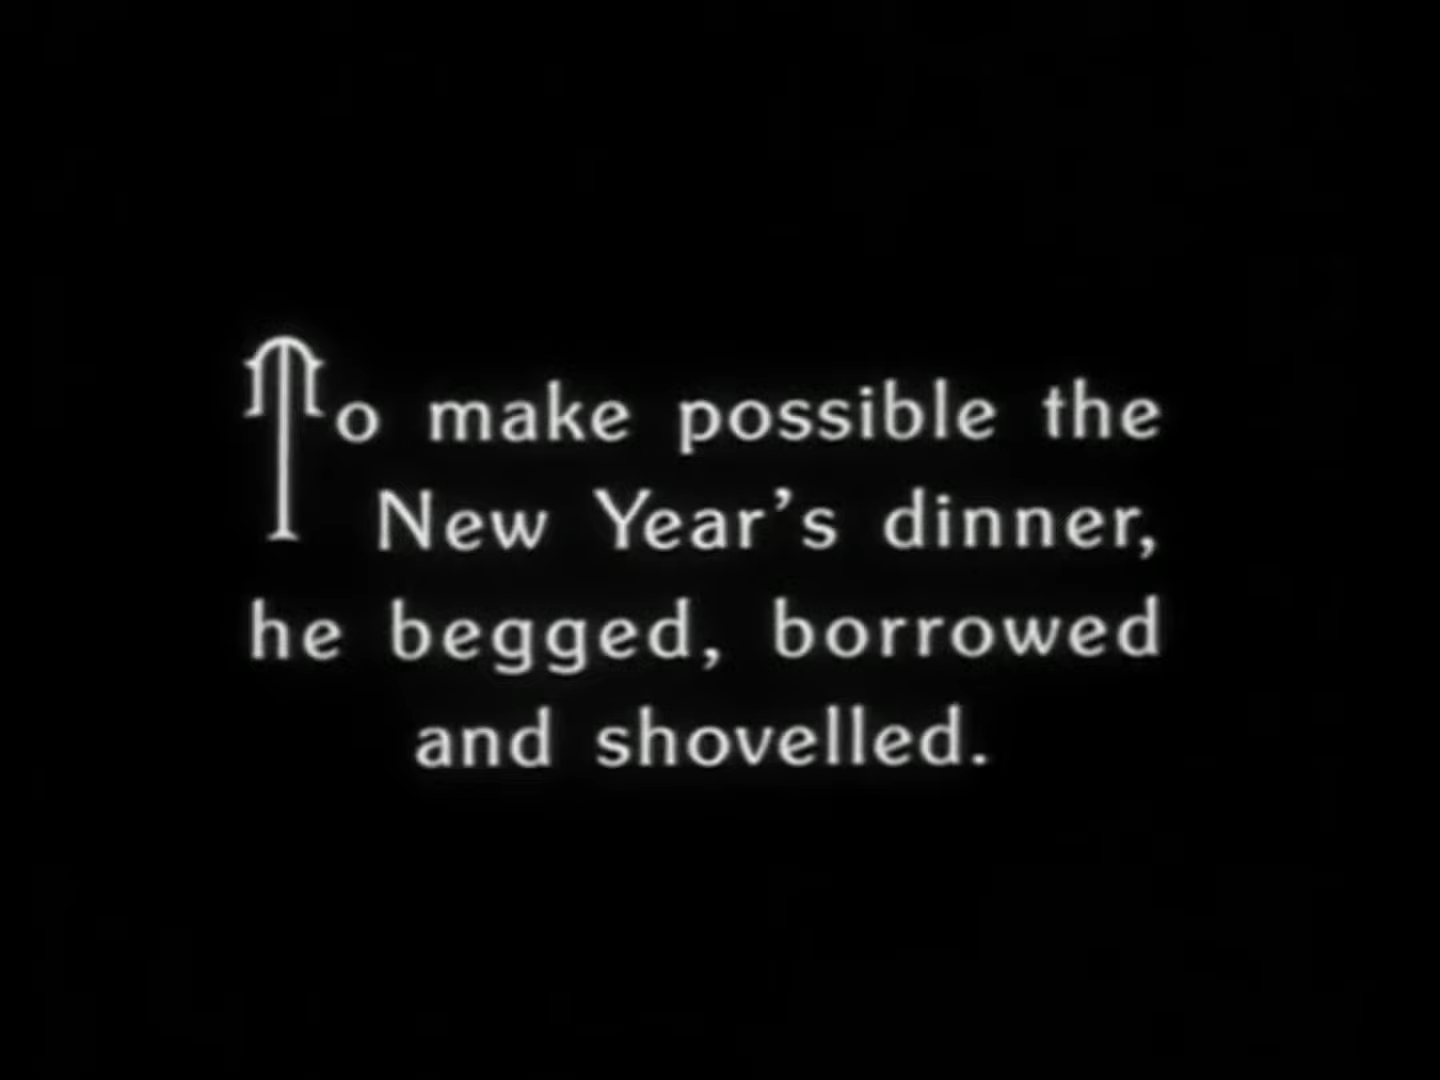 To make possible the
New Year’s dinner,
he begged, borrowed
and shovelled.